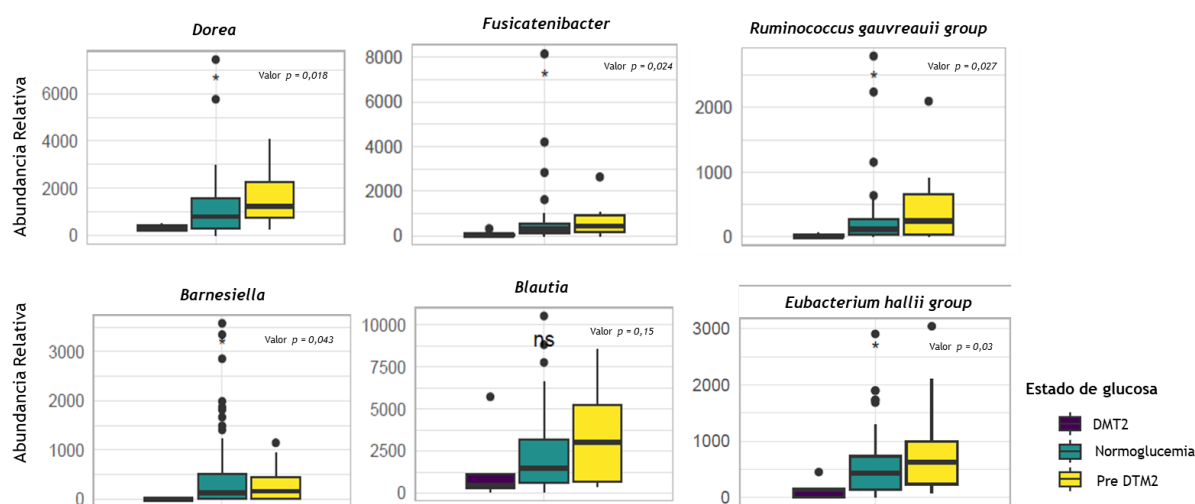 Dorea
Fusicatenibacter
Ruminococcus gauvreauii group
Abundancia Relativa
6000
4000
2000
0
*
Valor p = 0,018
8000
6000
4000
2000
0
*
Valor p = 0,024
2000
1000
0
*
Valor p = 0,027
Barnesiella
Blautia
Eubacterium hallii group
Abundancia Relativa
3000
2000
1000
0
*
Valor p = 0,043
10000
7500
5000
2500
0
ns
Valor p = 0,15
3000
2000
1000
0
*
Valor p = 0,03
Estado de glucosa
DMT2
Normoglucemia
Pre DTM2